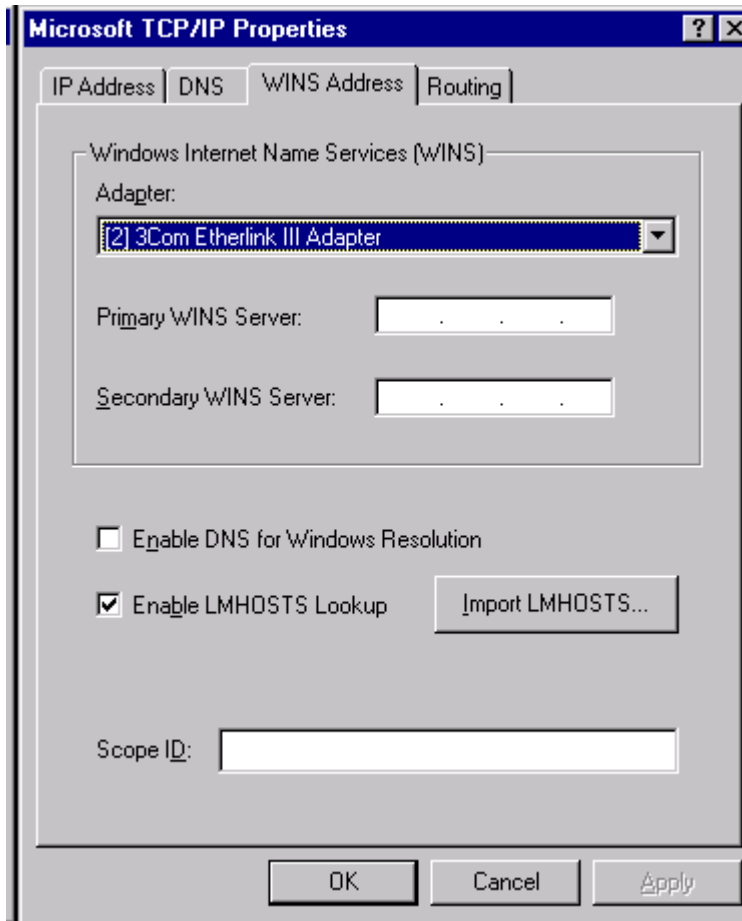 Microsoft TCP/IP Properties
IP Address DNS WINS Address Routing
Windows Internet Name Services (WINS)
Adapter:
[2] 3Com Etherlink III Adapter
Primary WINS Server: . . .
Secondary WINS Server: . . .
Enable DNS for Windows Resolution
Enable LMHOSTS Lookup Import LMHOSTS...
Scope ID:
OK Cancel Apply